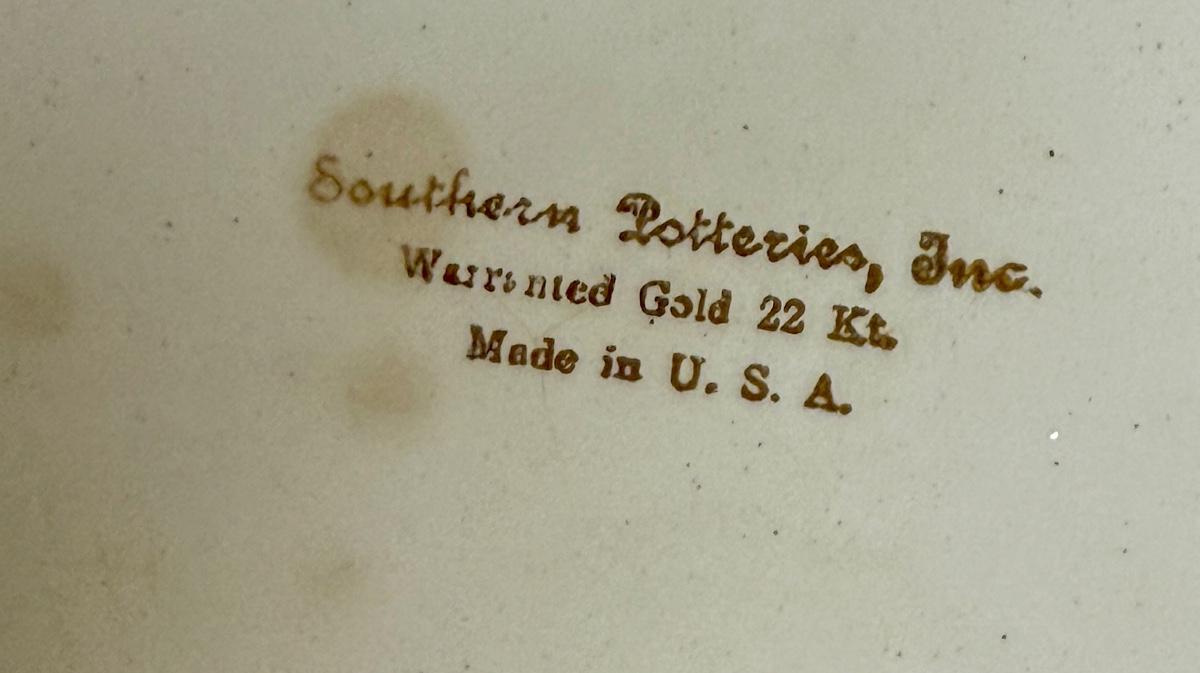 Southern Potteries, Inc.
Warranted Gold 22 Kt.
Made in U. S. A.